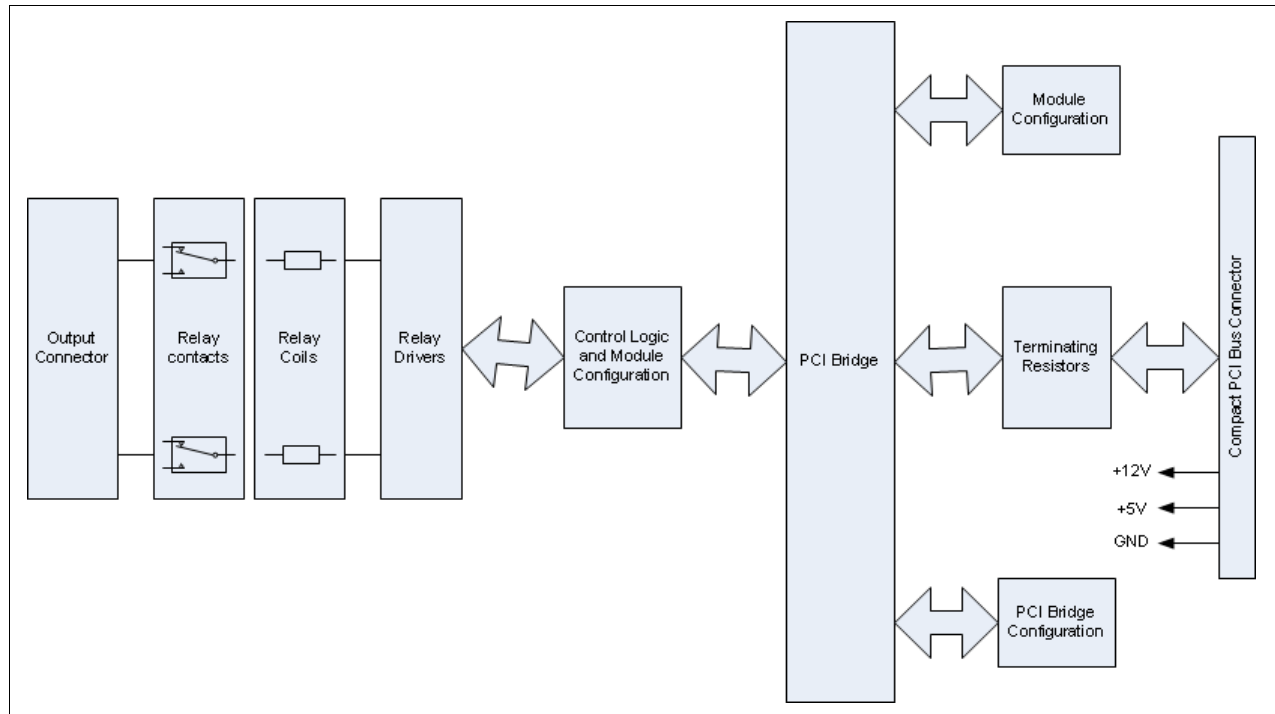 Output
Connector
Relay
contacts
Relay
Coils
Relay
Drivers
Control Logic
and Module
Configuration
PCI Bridge
Module
Configuration
Terminating
Resistors
PCI Bridge
Configuration
Compact PCI Bus Connector
+12V
+5V
GND